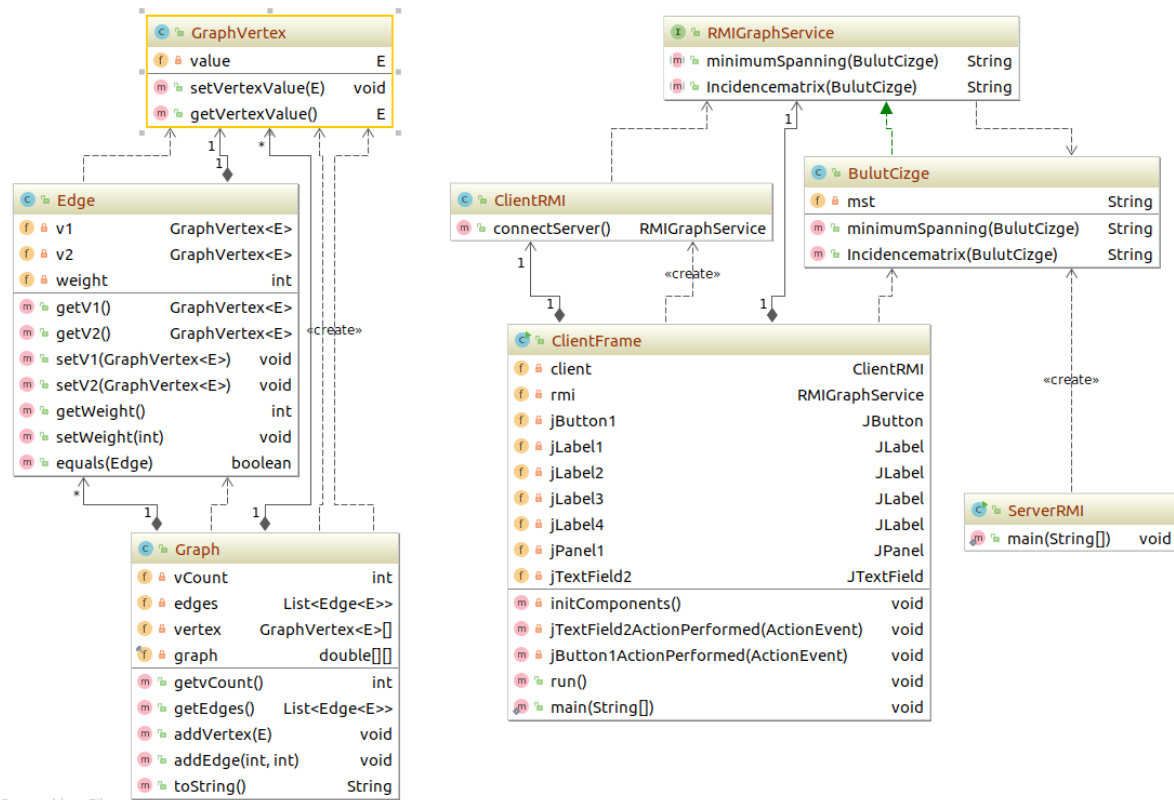 GraphVertex
value E
setVertexValue(E) void
getVertexValue() E
1
1
*
Edge
v1 GraphVertex<E>
v2 GraphVertex<E>
weight int
getV1() GraphVertex<E>
getV2() GraphVertex<E>
setV1(GraphVertex<E>) void
setV2(GraphVertex<E>) void
getWeight() int
setWeight(int) void
equals(Edge) boolean
«create»
*
1
1
Graph
vCount int
edges List<Edge<E>>
vertex GraphVertex<E>[]
graph double[][]
getvCount() int
getEdges() List<Edge<E>>
addVertex(E) void
addEdge(int, int) void
toString() String
RMIGraphService
minimumSpanning(BulutCizge) String
Incidencematrix(BulutCizge) String
1
BulutCizge
mst String
minimumSpanning(BulutCizge) String
Incidencematrix(BulutCizge) String
ClientRMI
connectServer() RMIGraphService
1
«create»
1
1
ClientFrame
client ClientRMI
rmi RMIGraphService
jButton1 JButton
jLabel1 JLabel
jLabel2 JLabel
jLabel3 JLabel
jLabel4 JLabel
jPanel1 JPanel
jTextField2 JTextField
initComponents() void
jTextField2ActionPerformed(ActionEvent) void
jButton1ActionPerformed(ActionEvent) void
run() void
main(String[]) void
«create»
ServerRMI
main(String[]) void